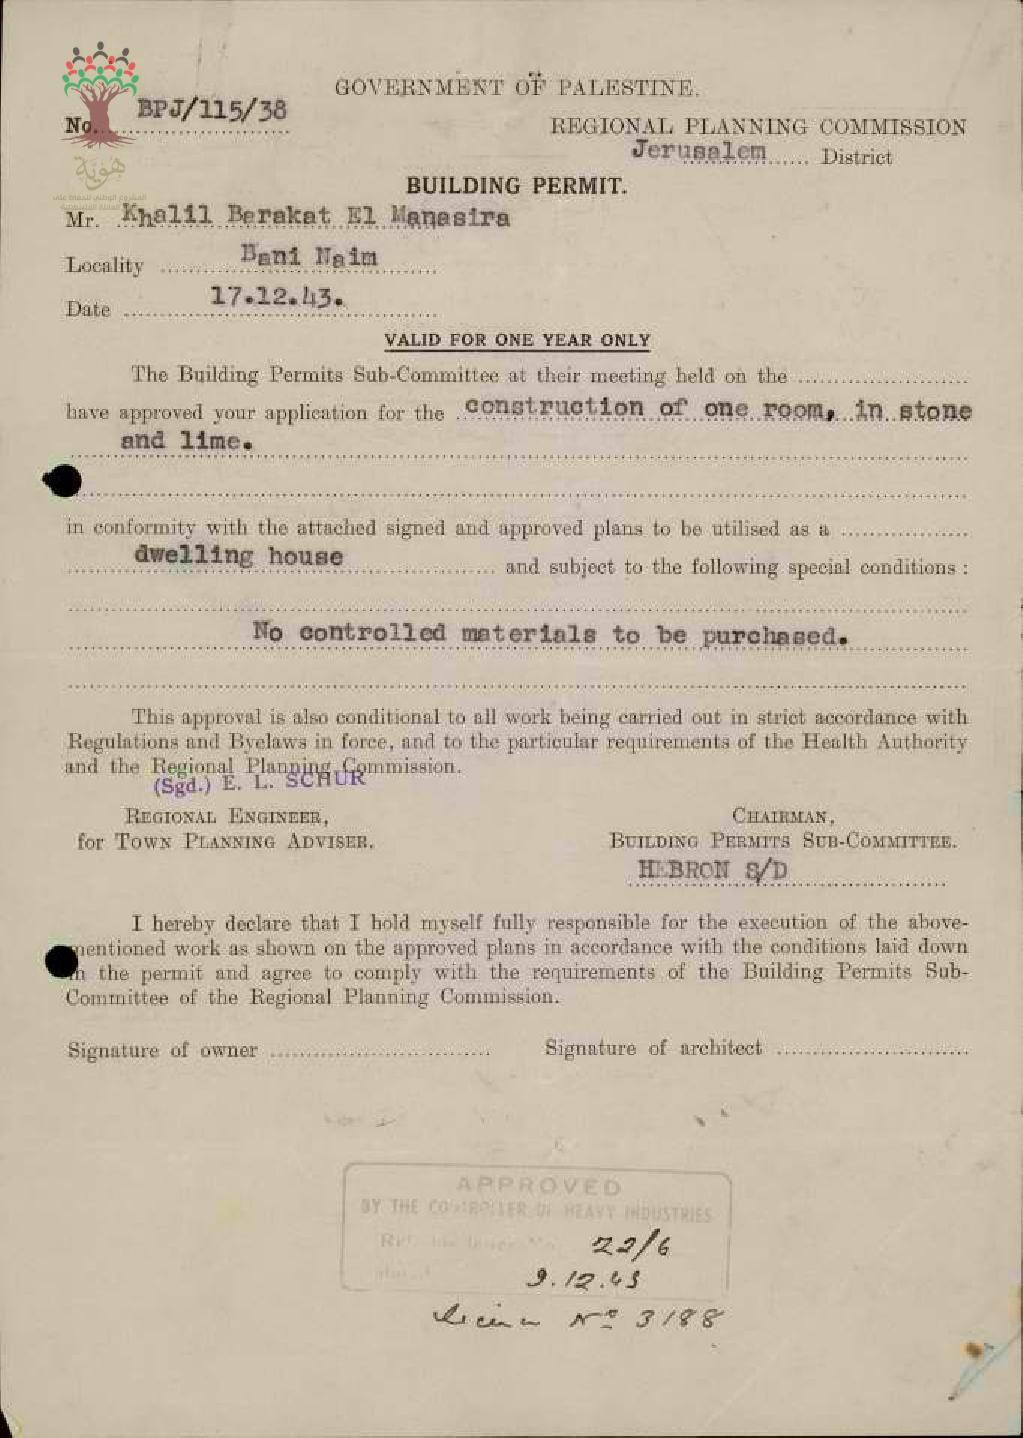 GOVERNMENT OF PALESTINE.
No. BPJ/115/38
REGIONAL PLANNING COMMISSION
Jerusalem District
هوية
BUILDING PERMIT.
Mr. Khalil Berakat El Manasira
Locality Bani Naim
Date 17.12.43.
VALID FOR ONE YEAR ONLY
The Building Permits Sub-Committee at their meeting held on the
have approved your application for the construction of one room, in stone
and lime.
in conformity with the attached signed and approved plans to be utilised as a
dwelling house and subject to the following special conditions :
No controlled materials to be purchased.
This approval is also conditional to all work being carried out in strict accordance with
Regulations and Byelaws in force, and to the particular requirements of the Health Authority
and the Regional Planning Commission.
(Sgd.) E. L. SCHUR
REGIONAL ENGINEER,
for TOWN PLANNING ADVISER.
CHAIRMAN,
BUILDING PERMITS SUB-COMMITTEE.
HEBRON S/D
I hereby declare that I hold myself fully responsible for the execution of the above-
mentioned work as shown on the approved plans in accordance with the conditions laid down
in the permit and agree to comply with the requirements of the Building Permits Sub-
Committee of the Regional Planning Commission.
Signature of owner
Signature of architect
APPROVED
BY THE CONTROLLER OF HEAVY INDUSTRIES
22/6
9.12.43
No 3188